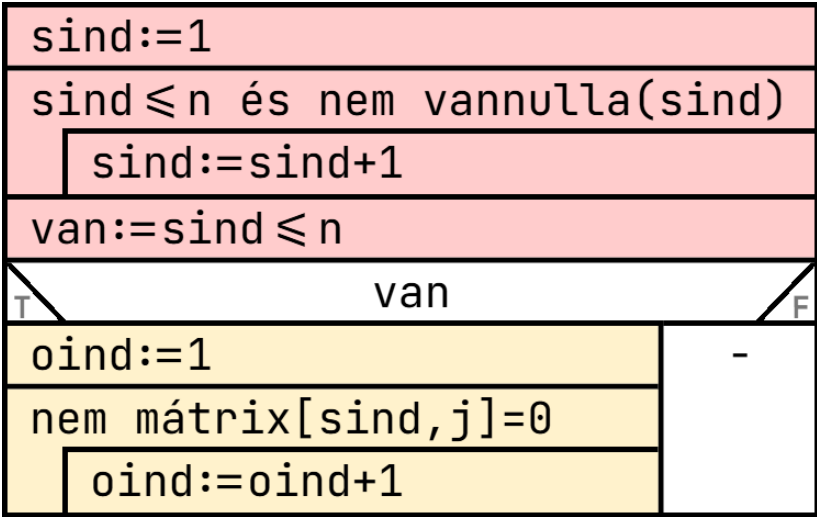 sind:=1
sind≤n és nem vannulla(sind)
sind:=sind+1
van:=sind≤n
T
van
F
oind:=1
-
nem mátrix[sind,j]=0
oind:=oind+1